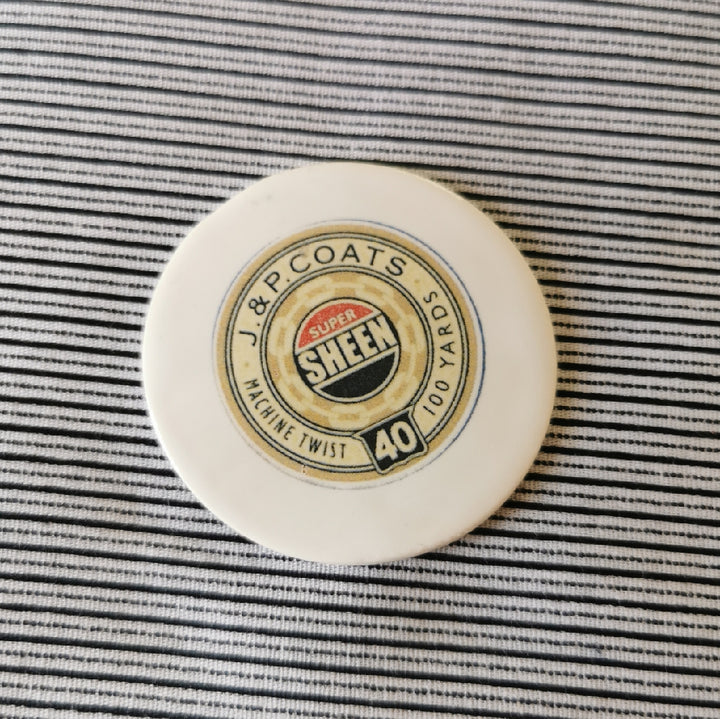 J. & P. COATS
SUPER
SHEEN
MACHINE TWIST
40
100 YARDS